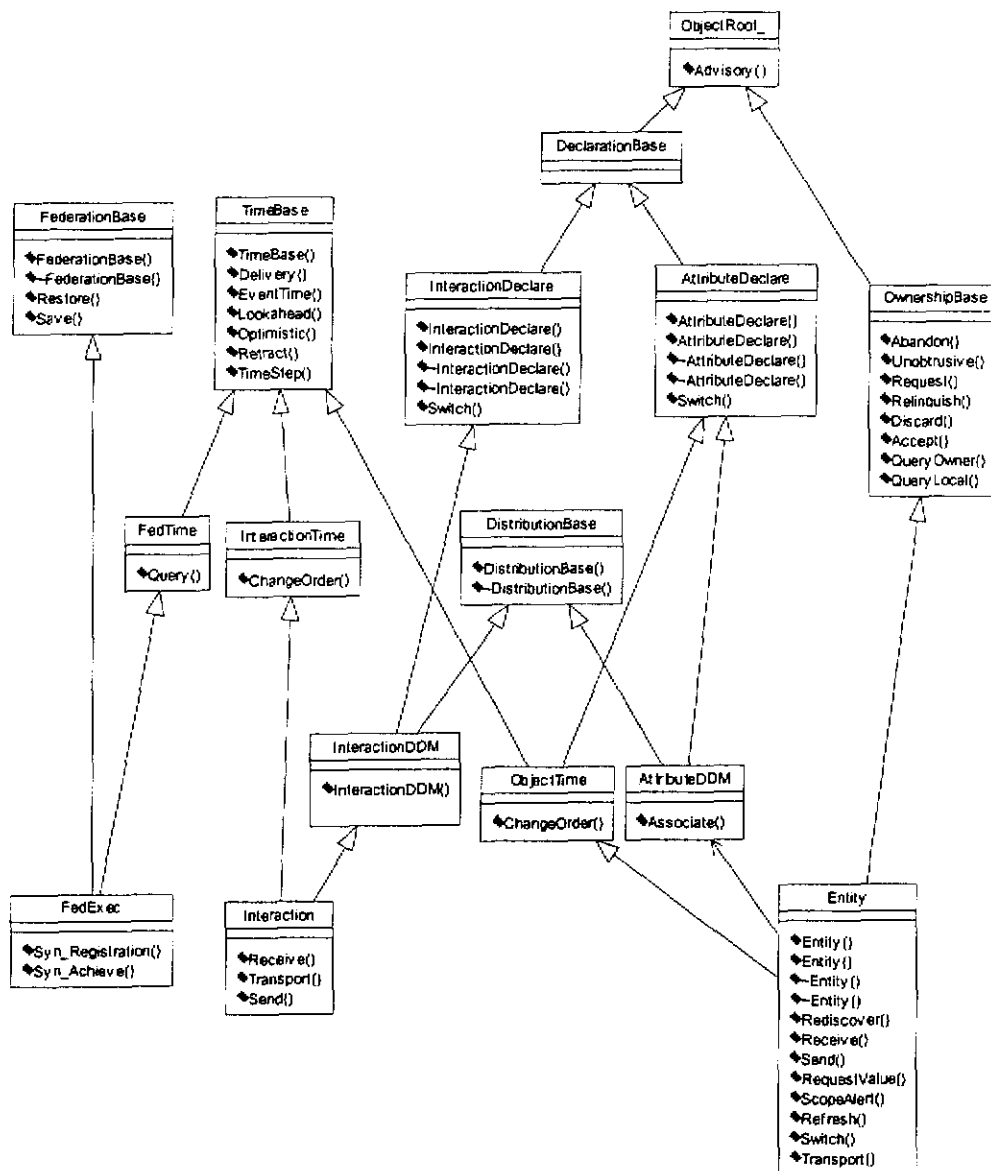 ObjectRoot_
Advisory()
DeclarationBase
FederationBase
FederationBase()
~FederationBase()
Restore()
Save()
TimeBase
TimeBase()
Delivery()
EventTime()
Lookahead()
Optimistic()
Retract()
TimeStep()
InteractionDeclare
InteractionDeclare()
InteractionDeclare()
~InteractionDeclare()
~InteractionDeclare()
Switch()
AttributeDeclare
AttributeDeclare()
AttributeDeclare()
~AttributeDeclare()
~AttributeDeclare()
Switch()
OwnershipBase
Abandon()
Unobtrusive()
Request()
Relinquish()
Discard()
Accept()
QueryOwner()
QueryLocal()
FedTime
Query()
InteractionTime
ChangeOrder()
DistributionBase
DistributionBase()
~DistributionBase()
InteractionDDM
InteractionDDM()
ObjectTime
ChangeOrder()
AttributeDDM
Associate()
FedExec
Syn_Registration()
Syn_Achieve()
Interaction
Receive()
Transport()
Send()
Entity
Entity()
Entity()
~Entity()
~Entity()
Rediscover()
Receive()
Send()
RequestValue()
ScopeAlert()
Refresh()
Switch()
Transport()